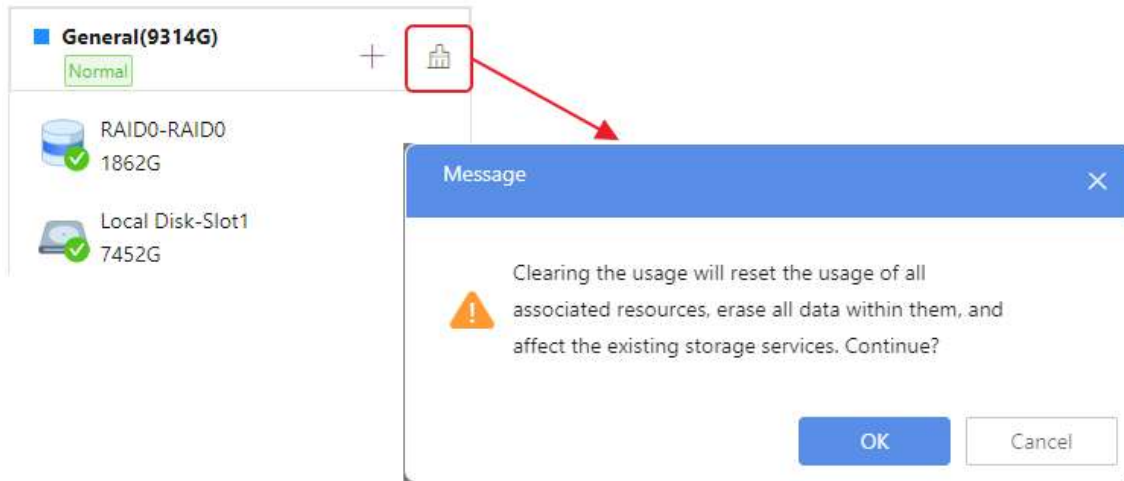 General(9314G)
Normal
RAID0-RAID0
1862G
Local Disk-Slot1
7452G
Message
Clearing the usage will reset the usage of all
associated resources, erase all data within them, and
affect the existing storage services. Continue?
OK
Cancel